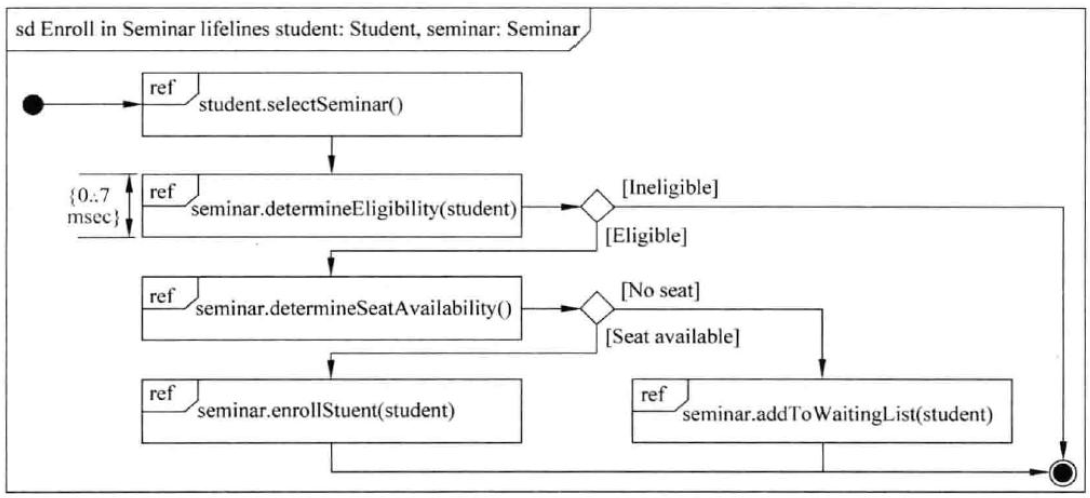 sd Enroll in Seminar lifelines student: Student, seminar: Seminar
ref
student.selectSeminar()
{0..7
msec}
ref
seminar.determineEligibility(student)
[Ineligible]
[Eligible]
ref
seminar.determineSeatAvailability()
[No seat]
[Seat available]
ref
seminar.enrollStuent(student)
ref
seminar.addToWaitingList(student)